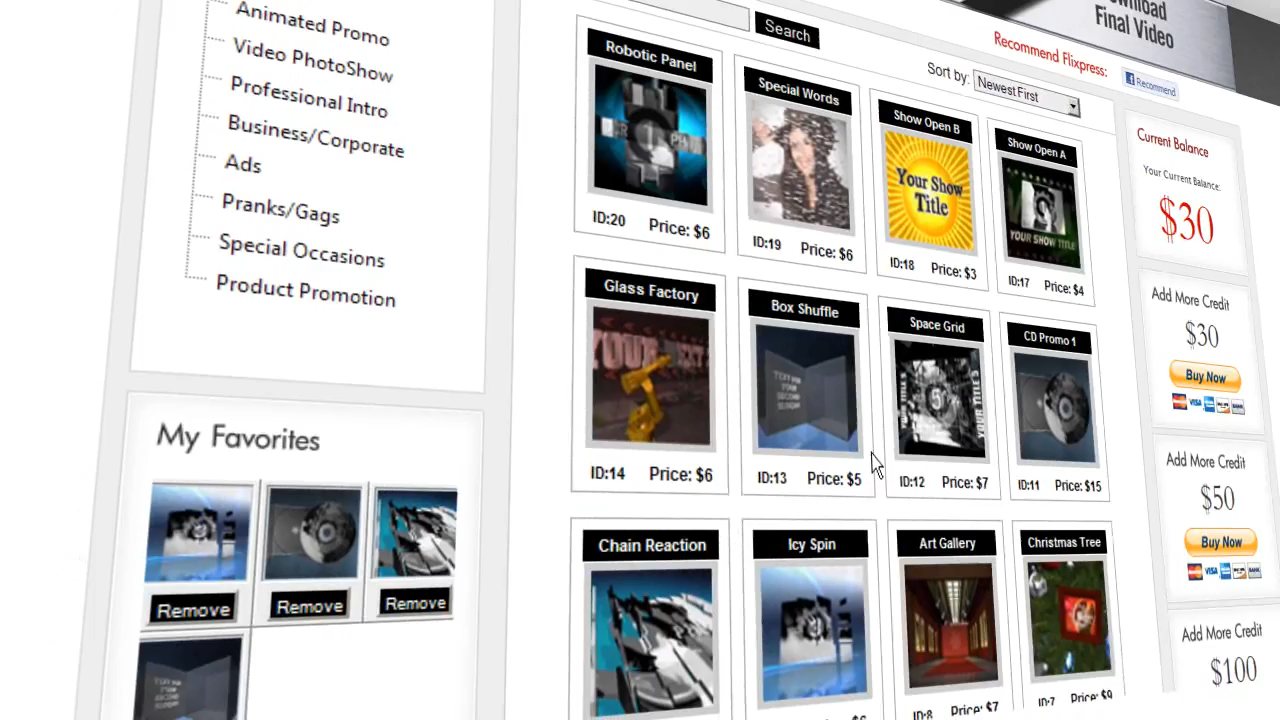 Animated Promo
Video PhotoShow
Professional Intro
Business/Corporate
Ads
Pranks/Gags
Special Occasions
Product Promotion
My Favorites
Remove
Remove
Remove
Search
Final Video
Recommend Flixpress:
Recommend
Sort by:
Newest First
Robotic Panel
ID:20
Price: $6
Special Words
ID:19
Price: $6
Show Open B
Your Show
Title
ID:18
Price: $3
Show Open A
YOUR SHOW TITLE
ID:17
Price: $4
Glass Factory
ID:14
Price: $6
Box Shuffle
ID:13
Price: $5
Space Grid
ID:12
Price: $7
CD Promo 1
ID:11
Price: $15
Chain Reaction
Icy Spin
Art Gallery
ID:8
Price: $7
Christmas Tree
ID:7
Price: $9
Current Balance
Your Current Balance:
$30
Add More Credit
$30
Buy Now
VISA
Add More Credit
$50
Buy Now
VISA
Add More Credit
$100